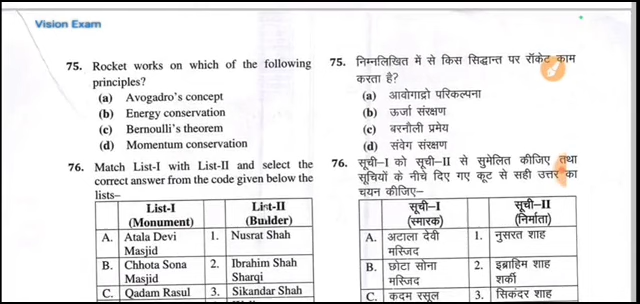 Vision Exam
75. Rocket works on which of the following
principles?
(a) Avogadro's concept
(b) Energy conservation
(c) Bernoulli's theorem
(d) Momentum conservation
76. Match List-I with List-II and select the
correct answer from the code given below the
lists–
List-I
(Monument)
List-II
(Builder)
A. Atala Devi
Masjid
1. Nusrat Shah
B. Chhota Sona
Masjid
2. Ibrahim Shah
Sharqi
C. Qadam Rasul
3. Sikandar Shah
75. निम्नलिखित में से किस सिद्धान्त पर रॉकेट काम
करता है?
(a) आवोगाद्रो परिकल्पना
(b) ऊर्जा संरक्षण
(c) बरनौली प्रमेय
(d) संवेग संरक्षण
76. सूची–I को सूची–II से सुमेलित कीजिए तथा
सूचियों के नीचे दिए गए कूट से सही उत्तर का
चयन कीजिए–
सूची–I
(स्मारक)
सूची–II
(निर्माता)
A. अटाला देवी
मस्जिद
1. नुसरत शाह
B. छोटा सोना
मस्जिद
2. इब्राहिम शाह
शर्की
C. कदम रसूल
3. सिकंदर शाह